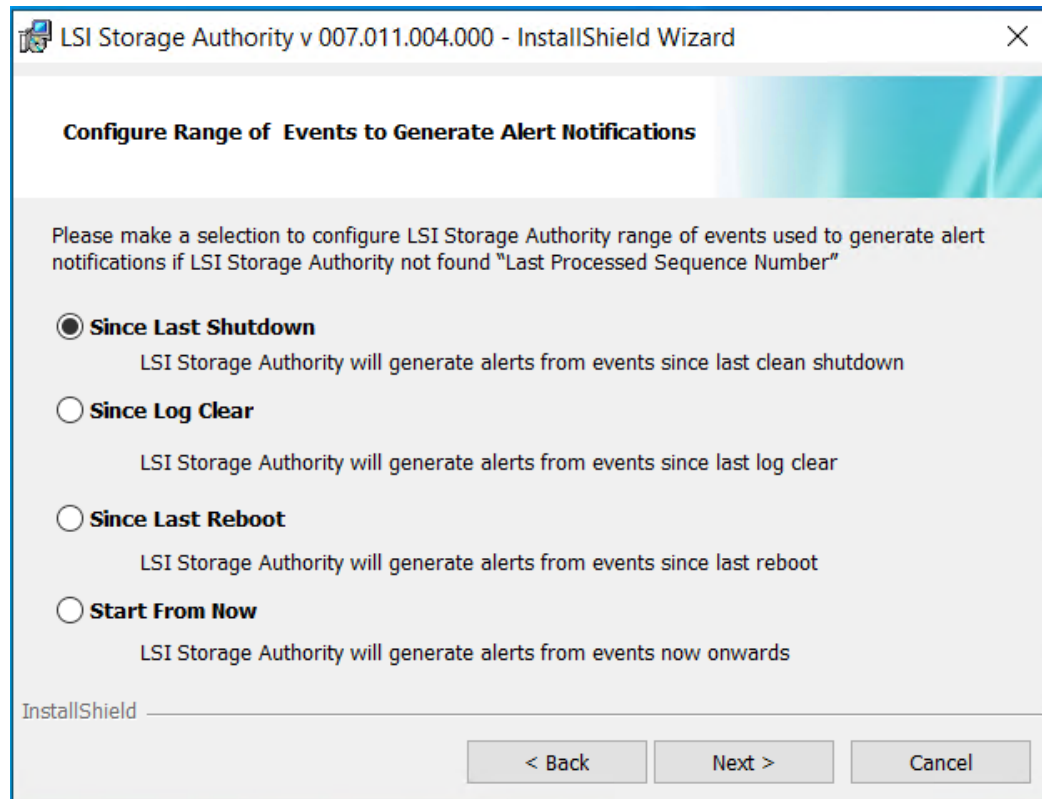 LSI Storage Authority v 007.011.004.000 - InstallShield Wizard
Configure Range of  Events to Generate Alert Notifications
Please make a selection to configure LSI Storage Authority range of events used to generate alert
notifications if LSI Storage Authority not found “Last Processed Sequence Number”
Since Last Shutdown
LSI Storage Authority will generate alerts from events since last clean shutdown
Since Log Clear
LSI Storage Authority will generate alerts from events since last log clear
Since Last Reboot
LSI Storage Authority will generate alerts from events since last reboot
Start From Now
LSI Storage Authority will generate alerts from events now onwards
InstallShield
< Back
Next >
Cancel